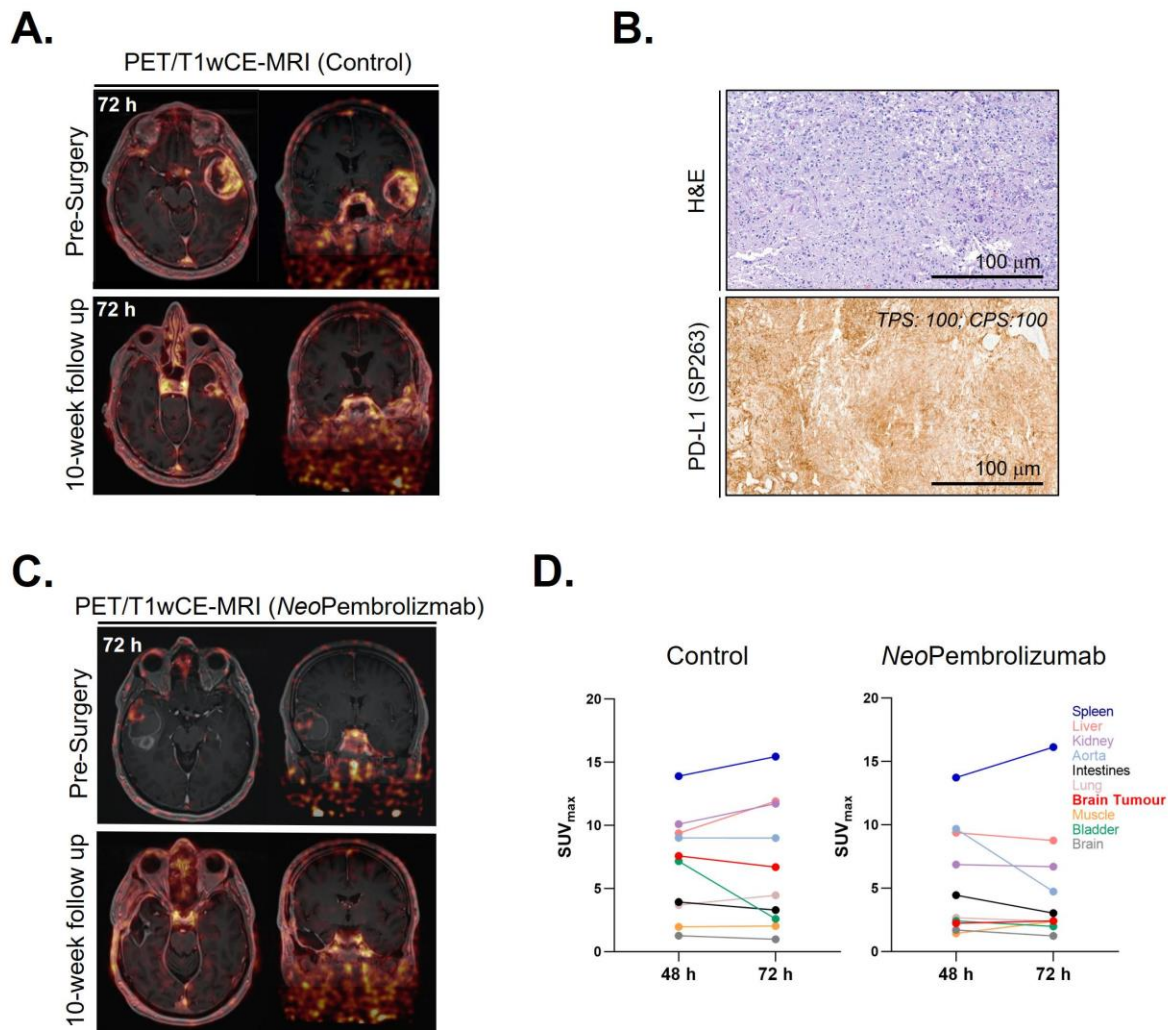 A.
PET/T1wCE-MRI (Control)
Pre-Surgery
72 h
10-week follow up
72 h
B.
H&E
100 µm
PD-L1 (SP263)
TPS: 100; CPS:100
100 µm
C.
PET/T1wCE-MRI (NeoPembrolizmab)
Pre-Surgery
72 h
10-week follow up
D.
Control
SUVmax
20
15
10
5
0
48 h
72 h
NeoPembrolizumab
SUVmax
20
15
10
5
0
48 h
72 h
Spleen
Liver
Kidney
Aorta
Intestines
Lung
Brain Tumour
Muscle
Bladder
Brain